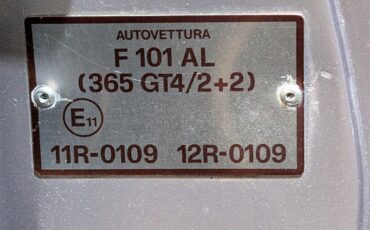 AUTOVETTURA
F 101 AL
(365 GT4/2+2)
E11
11R-0109 12R-0109